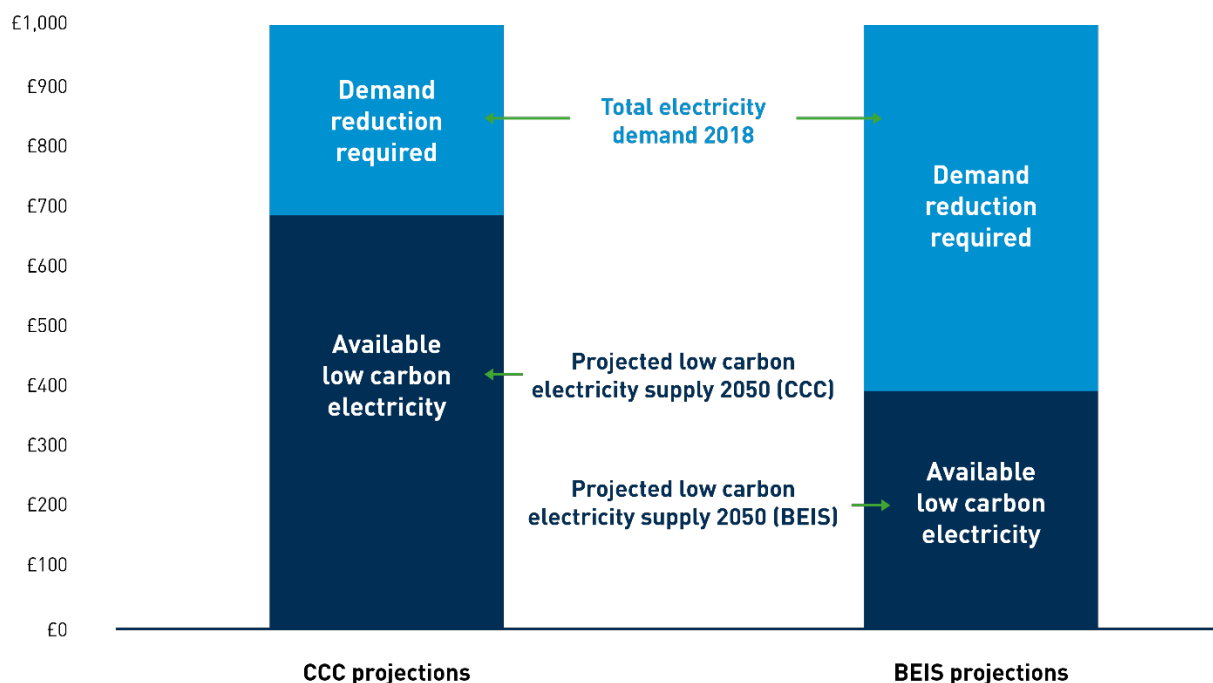 £1,000
£900
£800
£700
£600
£500
£400
£300
£200
£100
£0
Demand
reduction
required
Available
low carbon
electricity
Total electricity
demand 2018
Projected low carbon
electricity supply 2050 (CCC)
Projected low carbon
electricity supply 2050 (BEIS)
Demand
reduction
required
Available
low carbon
electricity
CCC projections
BEIS projections